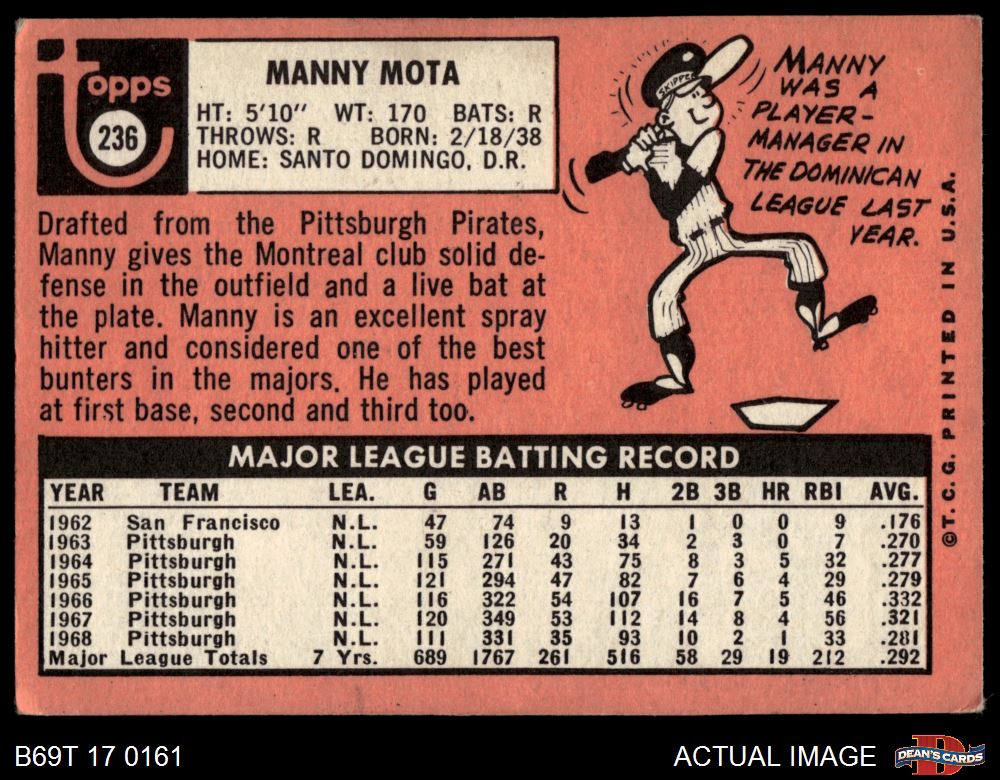 Topps
236
MANNY MOTA
HT: 5'10" WT: 170 BATS: R
THROWS: R BORN: 2/18/38
HOME: SANTO DOMINGO, D.R.
SKIPPER
MANNY
WAS A
PLAYER-
MANAGER IN
THE DOMINICAN
LEAGUE LAST
YEAR.
Drafted from the Pittsburgh Pirates,
Manny gives the Montreal club solid de-
fense in the outfield and a live bat at
the plate. Manny is an excellent spray
hitter and considered one of the best
bunters in the majors. He has played
at first base, second and third too.
MAJOR LEAGUE BATTING RECORD
YEAR TEAM LEA. G AB R H 2B 3B HR RBI AVG.
1962 San Francisco N.L. 47 74 9 13 1 0 0 9 .176
1963 Pittsburgh N.L. 59 126 20 34 2 3 0 7 .270
1964 Pittsburgh N.L. 115 271 43 75 8 3 5 32 .277
1965 Pittsburgh N.L. 121 294 47 82 7 6 4 29 .279
1966 Pittsburgh N.L. 116 322 54 107 16 7 5 46 .332
1967 Pittsburgh N.L. 120 349 53 112 14 8 4 56 .321
1968 Pittsburgh N.L. 111 331 35 93 10 2 1 33 .281
Major League Totals 7 Yrs. 689 1767 261 516 58 29 19 212 .292
©T.C.G. PRINTED IN U.S.A.
B69T 17 0161
ACTUAL IMAGE
D
DEAN'S CARDS